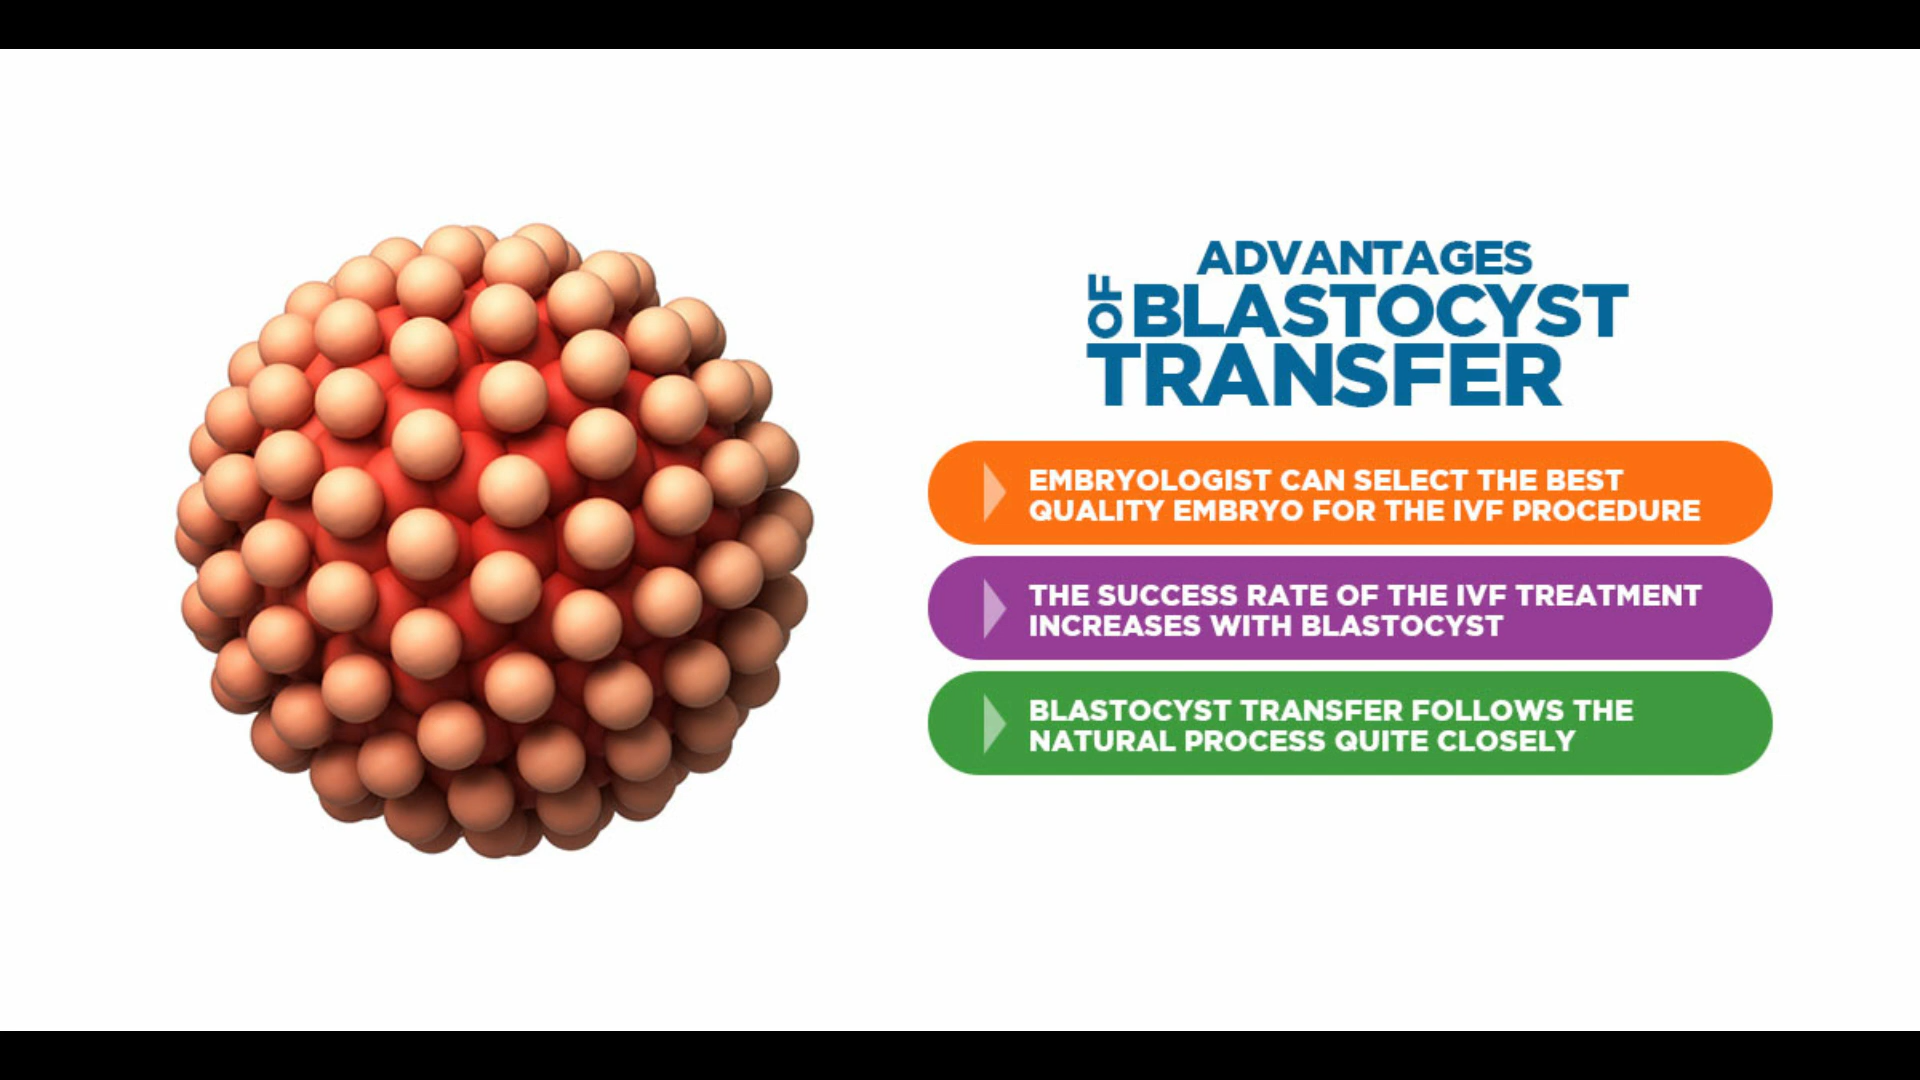 ADVANTAGES
OF BLASTOCYST
TRANSFER
EMBRYOLOGIST CAN SELECT THE BEST
QUALITY EMBRYO FOR THE IVF PROCEDURE
THE SUCCESS RATE OF THE IVF TREATMENT
INCREASES WITH BLASTOCYST
BLASTOCYST TRANSFER FOLLOWS THE
NATURAL PROCESS QUITE CLOSELY